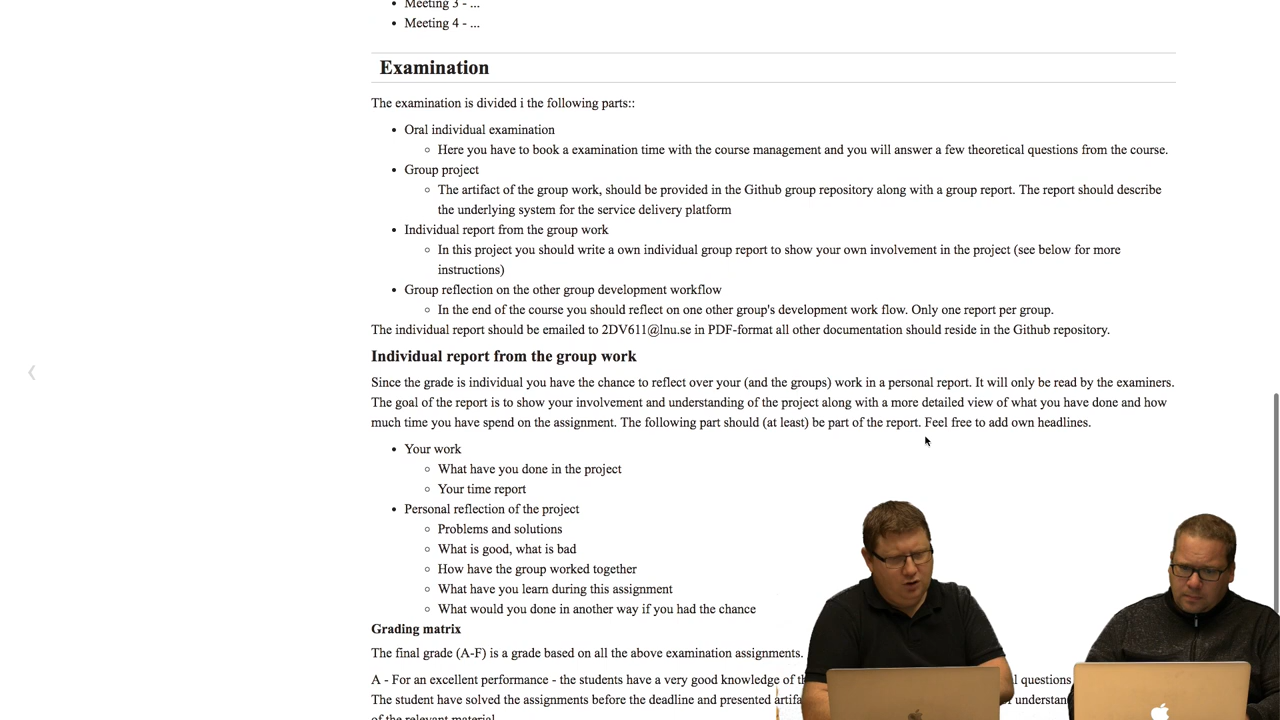 Meeting 3 - ...
Meeting 4 - ...
Examination
The examination is divided i the following parts::
Oral individual examination
Here you have to book a examination time with the course management and you will answer a few theoretical questions from the course.
Group project
The artifact of the group work, should be provided in the Github group repository along with a group report. The report should describe
the underlying system for the service delivery platform
Individual report from the group work
In this project you should write a own individual group report to show your own involvement in the project (see below for more
instructions)
Group reflection on the other group development workflow
In the end of the course you should reflect on one other group's development work flow. Only one report per group.
The individual report should be emailed to 2DV611@lnu.se in PDF-format all other documentation should reside in the Github repository.
Individual report from the group work
Since the grade is individual you have the chance to reflect over your (and the groups) work in a personal report. It will only be read by the examiners.
The goal of the report is to show your involvement and understanding of the project along with a more detailed view of what you have done and how
much time you have spend on the assignment. The following part should (at least) be part of the report. Feel free to add own headlines.
Your work
What have you done in the project
Your time report
Personal reflection of the project
Problems and solutions
What is good, what is bad
How have the group worked together
What have you learn during this assignment
What would you done in another way if you had the chance
Grading matrix
The final grade (A-F) is a grade based on all the above examination assignments.
A - For an excellent performance - the students have a very good knowledge of questions
The student have solved the assignments before the deadline and presented
of the relevant material